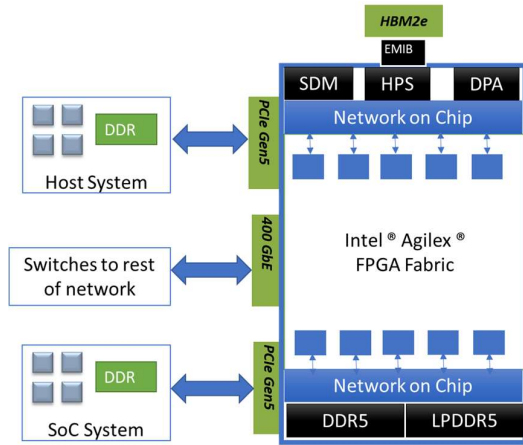 HBM2e
EMIB
SDM
HPS
DPA
Network on Chip
DDR
Host System
PCIe Gen5
Switches to rest
of network
400 GbE
Intel ® Agilex ®
FPGA Fabric
DDR
SoC System
PCIe Gen5
Network on Chip
DDR5
LPDDR5